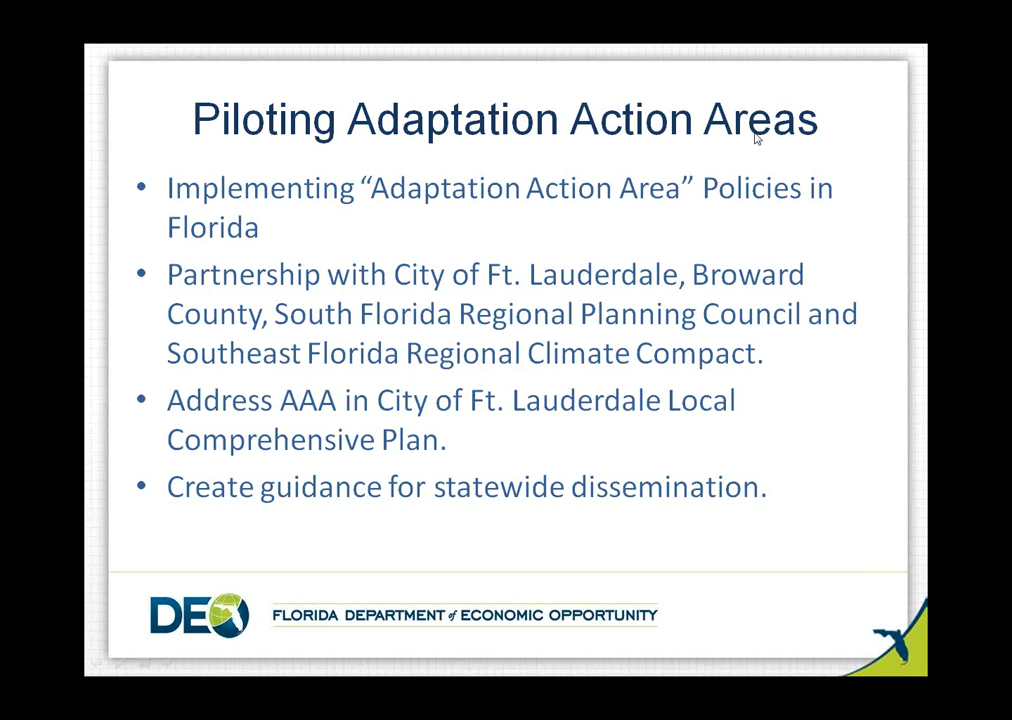 Piloting Adaptation Action Areas
• Implementing “Adaptation Action Area” Policies in
Florida
• Partnership with City of Ft. Lauderdale, Broward
County, South Florida Regional Planning Council and
Southeast Florida Regional Climate Compact.
• Address AAA in City of Ft. Lauderdale Local
Comprehensive Plan.
• Create guidance for statewide dissemination.
DEO FLORIDA DEPARTMENT of ECONOMIC OPPORTUNITY